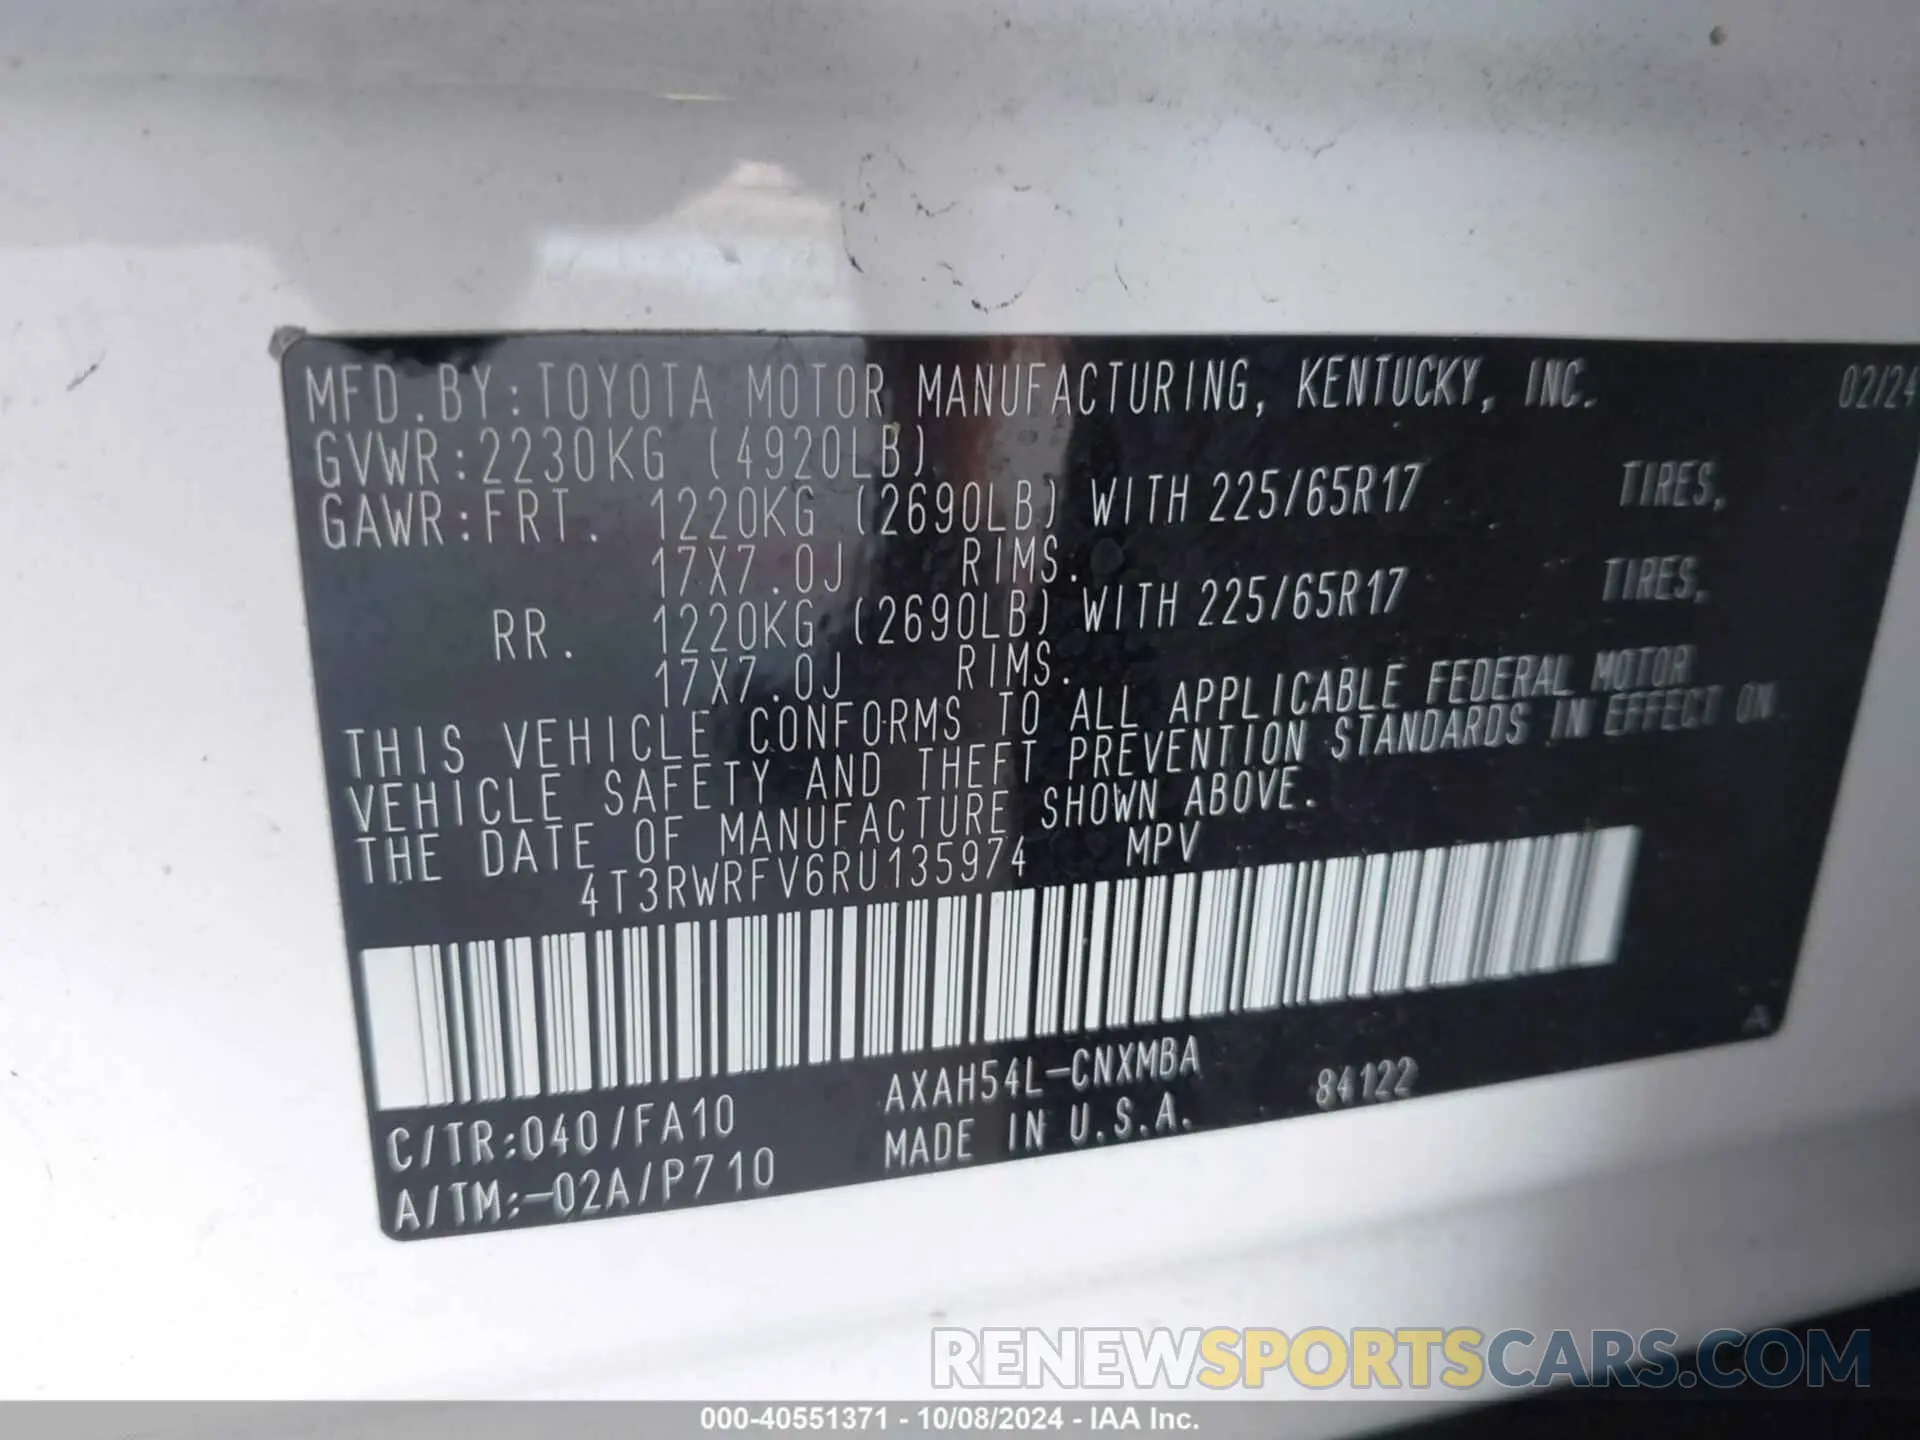 MFD.BY:TOYOTA MOTOR MANUFACTURING, KENTUCKY, INC. 02/24
GVWR:2230KG (4920LB)
GAWR:FRT. 1220KG (2690LB) WITH 225/65R17 TIRES,
17X7.0J RIMS.
RR. 1220KG (2690LB) WITH 225/65R17 TIRES,
17X7.0J RIMS.
THIS VEHICLE CONFORMS TO ALL APPLICABLE FEDERAL MOTOR
VEHICLE SAFETY AND THEFT PREVENTION STANDARDS IN EFFECT ON
THE DATE OF MANUFACTURE SHOWN ABOVE.
4T3RWRFV6RU135974 MPV
A
C/TR:040/FA10 AXAH54L-CNXMBA 84122
A/TM:-02A/P710 MADE IN U.S.A.
RENEWSPORTSCARS.COM
000-40551371 - 10/08/2024 - IAA Inc.